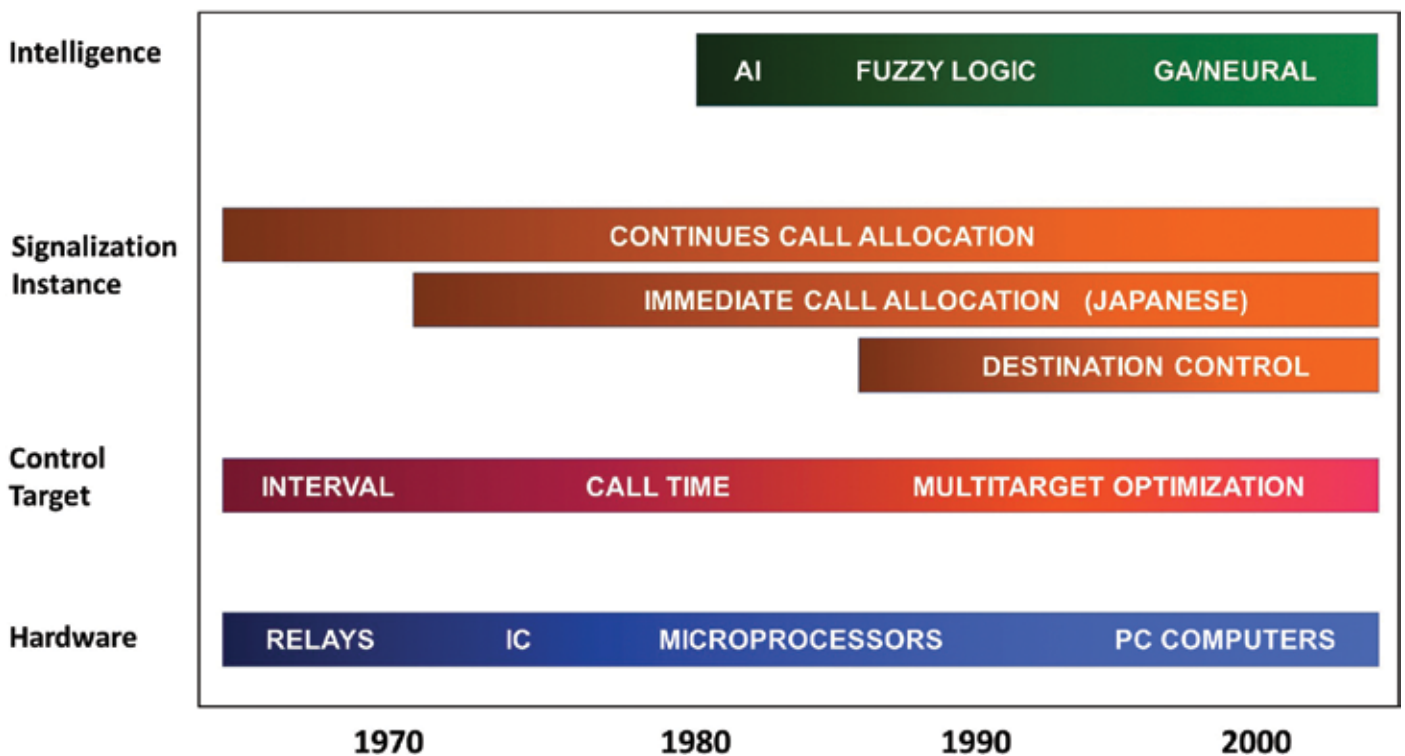 Intelligence
AI FUZZY LOGIC GA/NEURAL
Signalization
Instance
CONTINUES CALL ALLOCATION
IMMEDIATE CALL ALLOCATION (JAPANESE)
DESTINATION CONTROL
Control
Target
INTERVAL CALL TIME MULTITARGET OPTIMIZATION
Hardware
RELAYS IC MICROPROCESSORS PC COMPUTERS
1970 1980 1990 2000